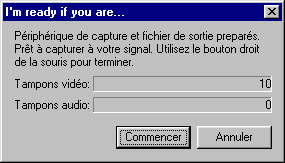 I'm ready if you are...
Périphérique de capture et fichier de sortie preparés.
Prêt à capturer à votre signal. Utilisez le bouton droit
de la souris pour terminer.
Tampons vidéo: 10
Tampons audio: 0
Commencer Annuler